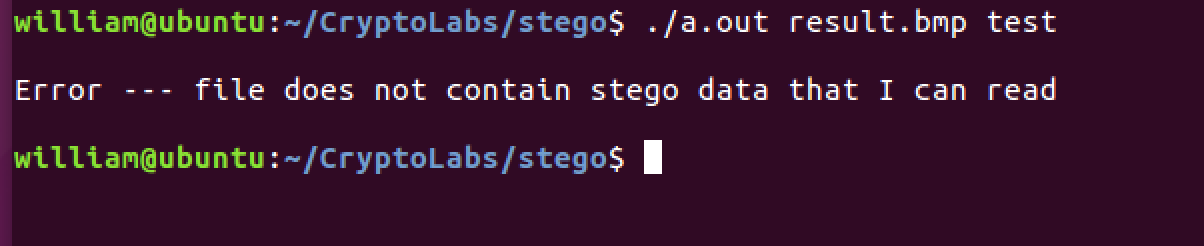 william@ubuntu:~/CryptoLabs/stego$ ./a.out result.bmp test
Error --- file does not contain stego data that I can read
william@ubuntu:~/CryptoLabs/stego$